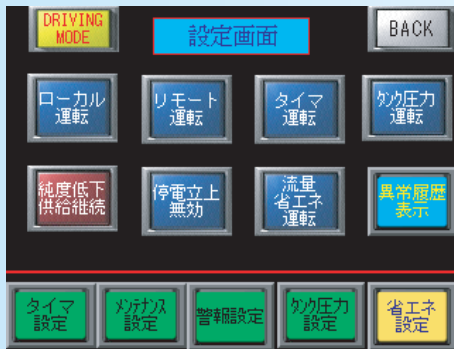 DRIVING
MODE
設定画面
BACK
ローカル
運転
リモート
運転
タイマ
運転
タンク圧力
運転
純度低下
供給継続
停電立上
無効
流量
省エネ
運転
異常履歴
表示
タイマ
設定
メンテナンス
設定
警報設定
タンク圧力
設定
省エネ
設定